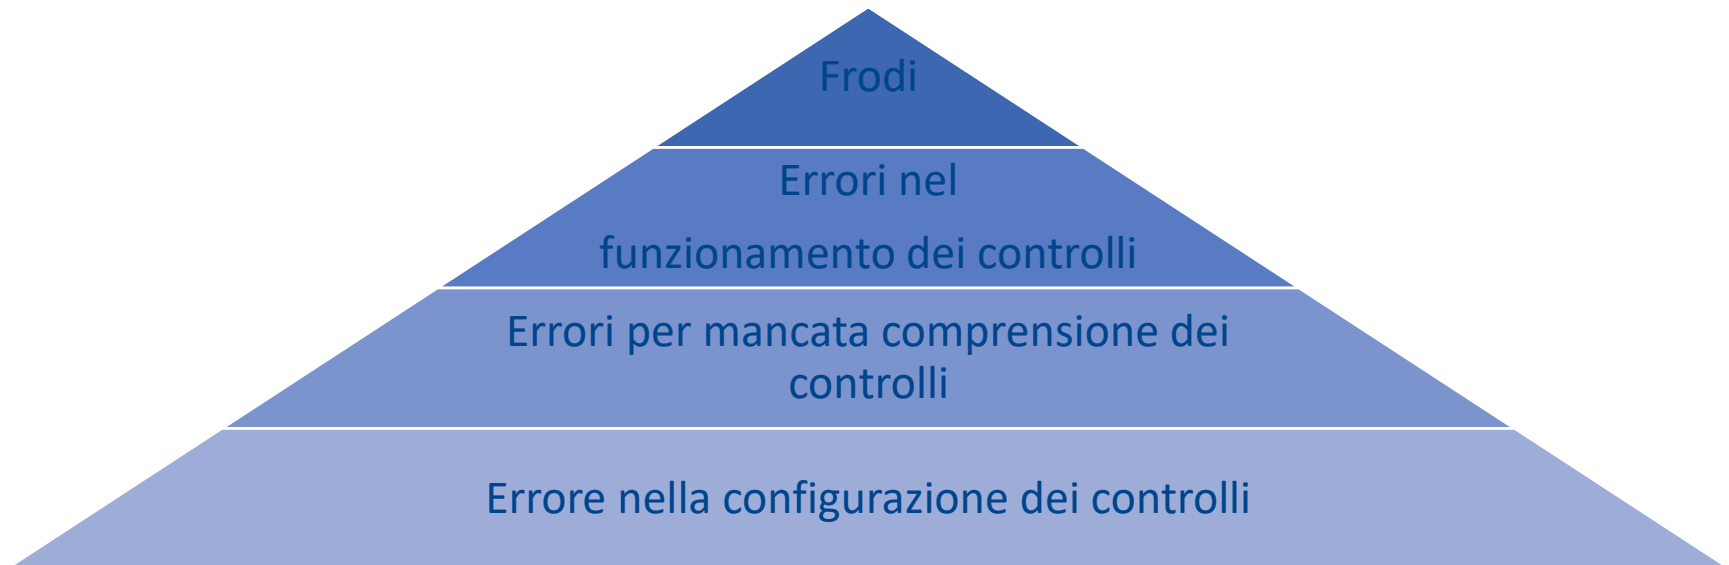 Frodi
Errori nel
funzionamento dei controlli
Errori per mancata comprensione dei
controlli
Errore nella configurazione dei controlli